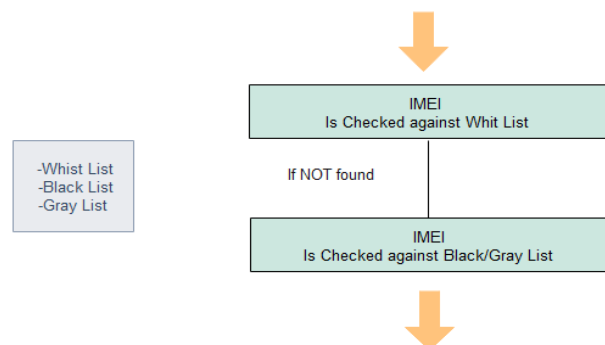 IMEI
Is Checked against Whit List
-Whist List
-Black List
-Gray List
If NOT found
IMEI
Is Checked against Black/Gray List